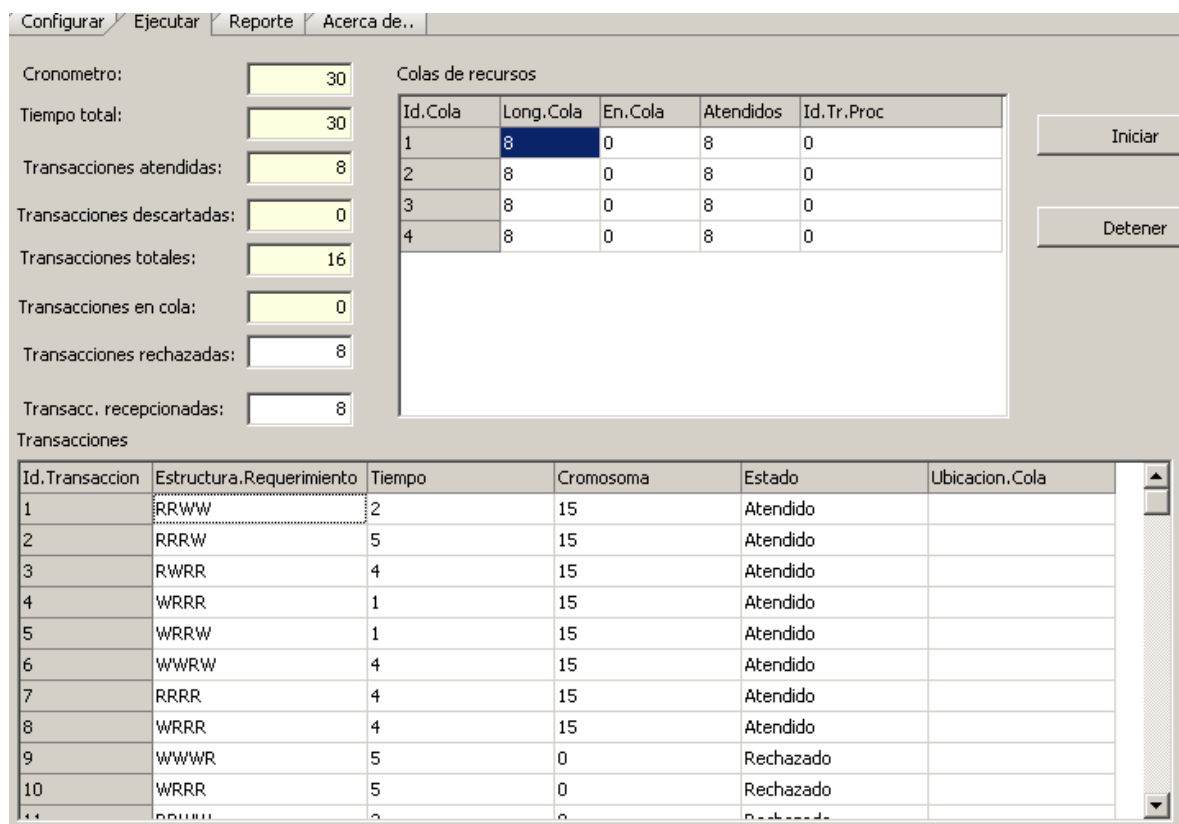 Configurar Ejecutar Reporte Acerca de..
Cronometro: 30
Tiempo total: 30
Transacciones atendidas: 8
Transacciones descartadas: 0
Transacciones totales: 16
Transacciones en cola: 0
Transacciones rechazadas: 8
Transacc. recepcionadas: 8
Colas de recursos
Id.Cola Long.Cola En.Cola Atendidos Id.Tr.Proc
1 8 0 8 0
2 8 0 8 0
3 8 0 8 0
4 8 0 8 0
Iniciar
Detener
Transacciones
Id.Transaccion Estructura.Requerimiento Tiempo Cromosoma Estado Ubicacion.Cola
1 RRWW 2 15 Atendido
2 RRRW 5 15 Atendido
3 RWRR 4 15 Atendido
4 WRRR 1 15 Atendido
5 WRRW 1 15 Atendido
6 WWRW 4 15 Atendido
7 RRRR 4 15 Atendido
8 WRRR 4 15 Atendido
9 WWWR 5 0 Rechazado
10 WRRR 5 0 Rechazado